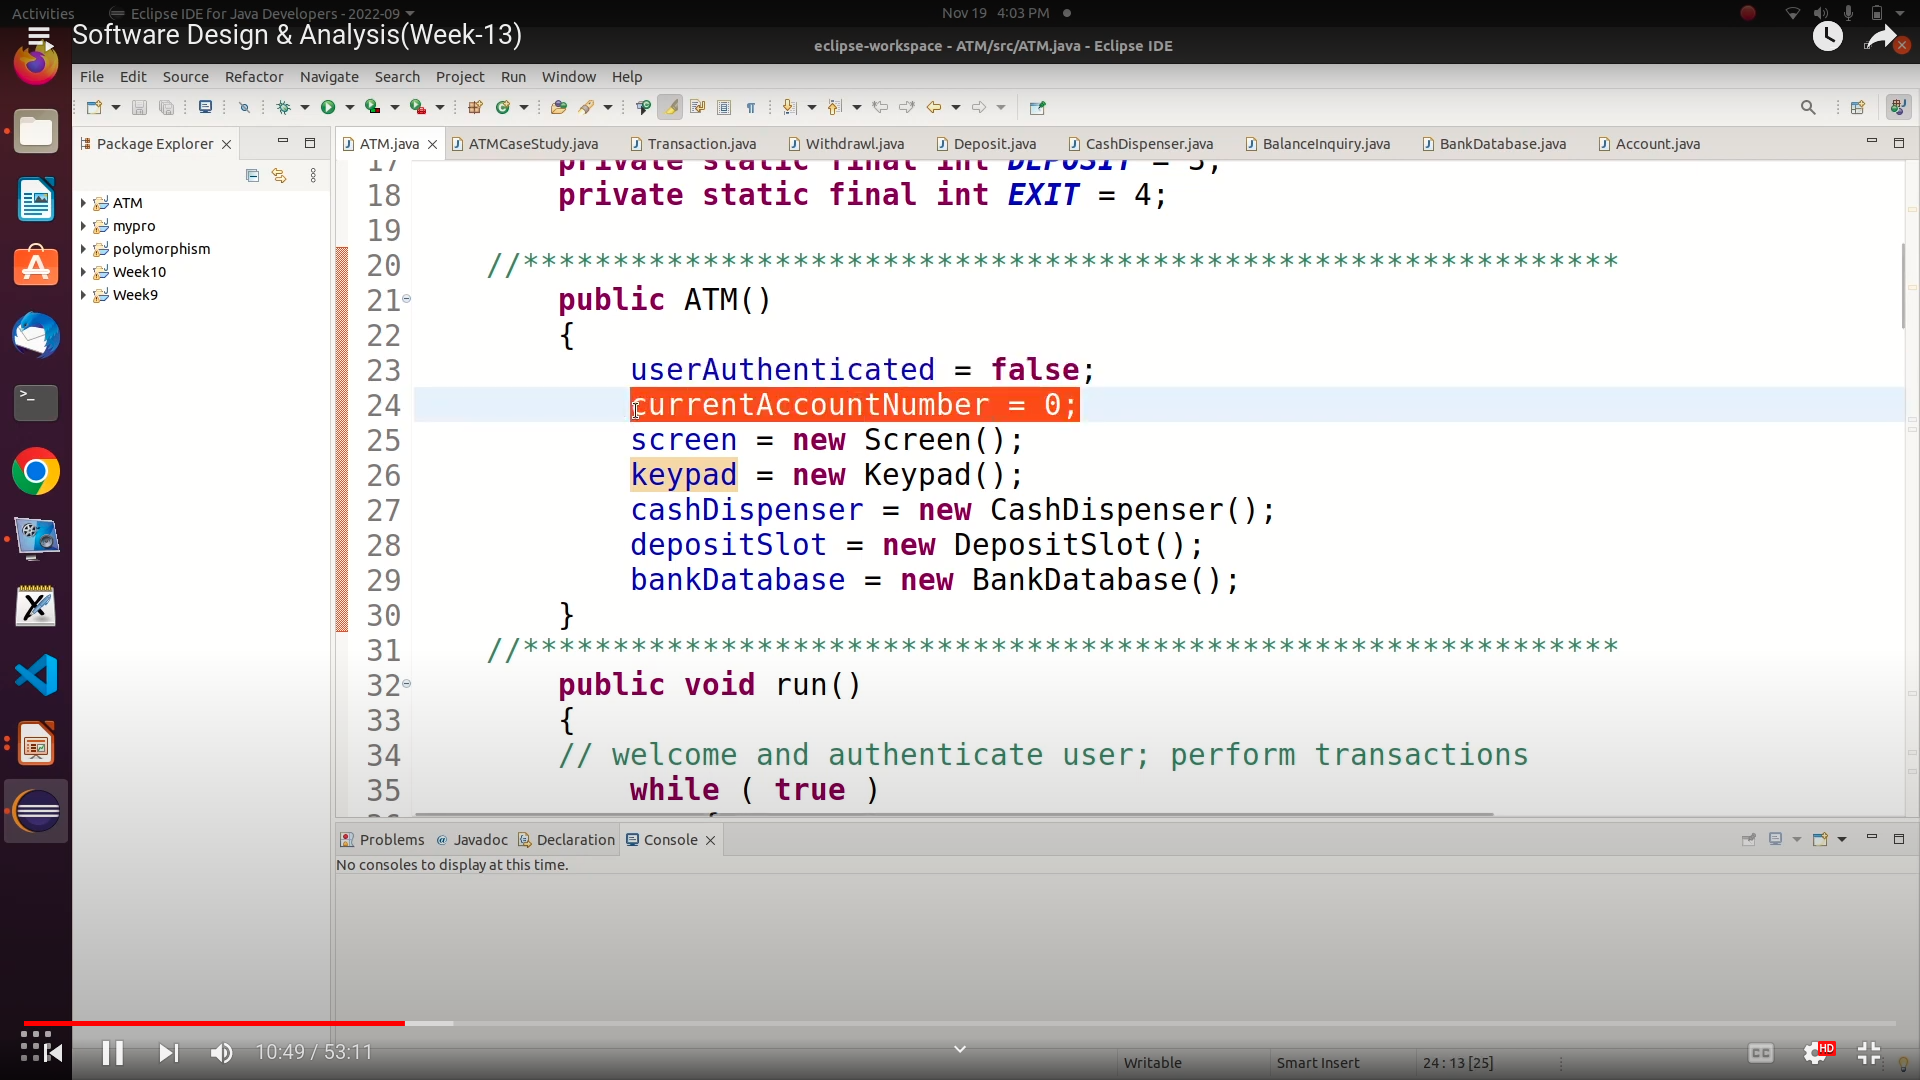 Activities
Eclipse IDE for Java Developers - 2022-09
Nov 19 4:03 PM
Software Design & Analysis(Week-13)
eclipse-workspace - ATM/src/ATM.java - Eclipse IDE
File Edit Source Refactor Navigate Search Project Run Window Help
Package Explorer
ATM.java ATMCaseStudy.java Transaction.java Withdrawl.java Deposit.java CashDispenser.java BalanceInquiry.java BankDatabase.java Account.java
ATM
mypro
polymorphism
Week10
Week9
17 private static final int DEPOSIT = 3;
18 private static final int EXIT = 4;
19
20 //*************************************************************
21 public ATM()
22 {
23 userAuthenticated = false;
24 currentAccountNumber = 0;
25 screen = new Screen();
26 keypad = new Keypad();
27 cashDispenser = new CashDispenser();
28 depositSlot = new DepositSlot();
29 bankDatabase = new BankDatabase();
30 }
31 //*************************************************************
32 public void run()
33 {
34 // welcome and authenticate user; perform transactions
35 while ( true )
Problems Javadoc Declaration Console
No consoles to display at this time.
10:49 / 53:11
CC
HD
Writable
Smart Insert
24 : 13 [25]